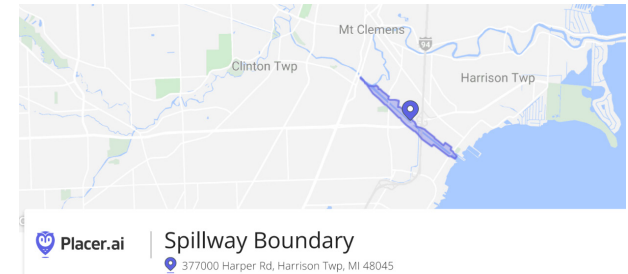 Mt Clemens
94
Clinton Twp
Harrison Twp
Placer.ai
Spillway Boundary
377000 Harper Rd, Harrison Twp, MI 48045